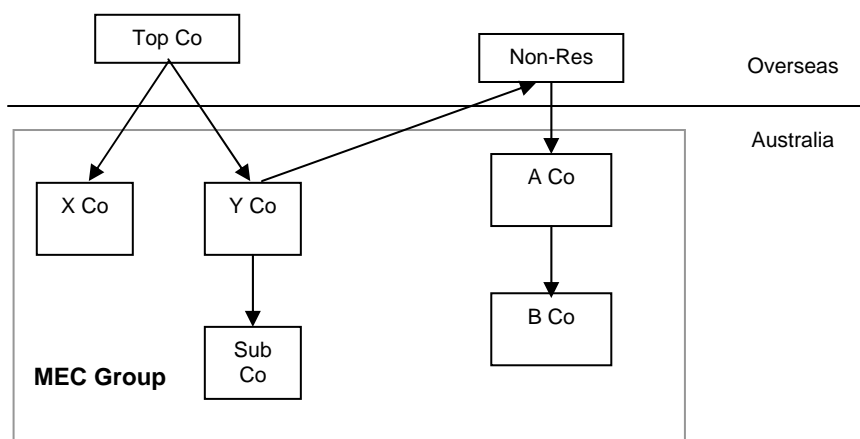 Top Co
Non-Res
Overseas
Australia
X Co
Y Co
A Co
Sub
Co
B Co
MEC Group